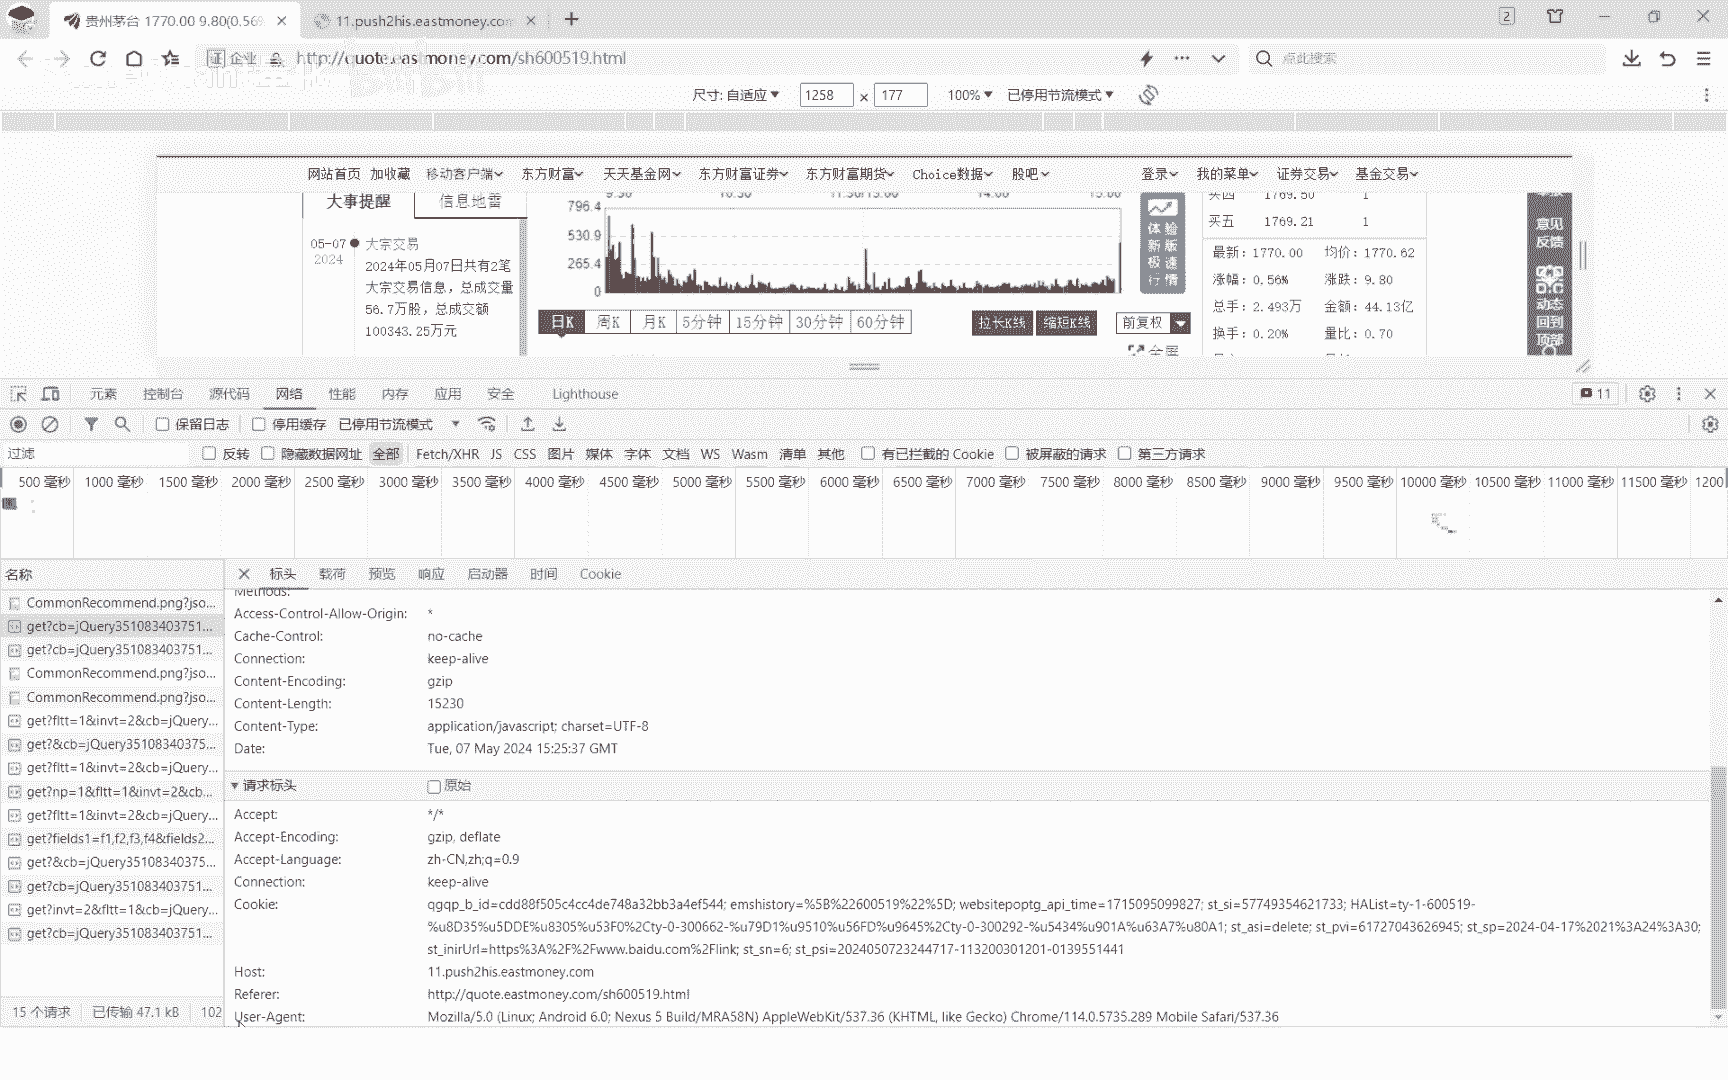 贵州茅台 1770.00 9.80(0.56%
11.push2his.eastmoney.com
2
企业 http://quote.eastmoney.com/sh600519.html
点此搜索
尺寸: 自适应 1258 × 177 100% 已停用节流模式
网站首页 加收藏 移动客户端 东方财富 天天基金网 东方财富证券 东方财富期货 Choice数据 股吧 登录 我的菜单 证券交易 基金交易
大事提醒 信息地雷
05-07 大宗交易
2024
2024年05月07日共有2笔
大宗交易信息，总成交量
56.7万股，总成交额
100343.25万元
9:30 10:30 11:30/13:00 14:00 15:00
796.4
530.9
265.4
0
日K 周K 月K 5分钟 15分钟 30分钟 60分钟 拉长K线 缩短K线 前复权
体验
新版
极速
行情
买四 1769.50 1
买五 1769.21 1
最新：1770.00 均价：1770.62
涨幅：0.56% 涨跌：9.80
总手：2.493万 金额：44.13亿
换手：0.20% 量比：0.70
意见
反馈
动态
回到
顶部
元素 控制台 源代码 网络 性能 内存 应用 安全 Lighthouse 11
保留日志 停用缓存 已停用节流模式
过滤 反转 隐藏数据网址 全部 Fetch/XHR JS CSS 图片 媒体 字体 文档 WS Wasm 清单 其他 有已拦截的 Cookie 被屏蔽的请求 第三方请求
500 毫秒 1000 毫秒 1500 毫秒 2000 毫秒 2500 毫秒 3000 毫秒 3500 毫秒 4000 毫秒 4500 毫秒 5000 毫秒 5500 毫秒 6000 毫秒 6500 毫秒 7000 毫秒 7500 毫秒 8000 毫秒 8500 毫秒 9000 毫秒 9500 毫秒 10000 毫秒 10500 毫秒 11000 毫秒 11500 毫秒 1200
名称 标头 载荷 预览 响应 启动器 时间 Cookie
CommonRecommend.png?jso...
get?cb=jQuery351083403751...
get?cb=jQuery351083403751...
CommonRecommend.png?jso...
CommonRecommend.png?jso...
get?fltt=1&invt=2&cb=jQuery...
get?&cb=jQuery35108340375...
get?fltt=1&invt=2&cb=jQuery...
get?np=1&fltt=1&invt=2&cb...
get?fltt=1&invt=2&cb=jQuery...
get?fields1=f1,f2,f3,f4&fields2...
get?&cb=jQuery35108340375...
get?cb=jQuery351083403751...
get?invt=2&fltt=1&cb=jQuery...
get?cb=jQuery351083403751...
15 个请求 已传输 47.1 kB 102
Methods:
Access-Control-Allow-Origin: *
Cache-Control: no-cache
Connection: keep-alive
Content-Encoding: gzip
Content-Length: 15230
Content-Type: application/javascript; charset=UTF-8
Date: Tue, 07 May 2024 15:25:37 GMT
请求标头 原始
Accept: */*
Accept-Encoding: gzip, deflate
Accept-Language: zh-CN,zh;q=0.9
Connection: keep-alive
Cookie: qgqp_b_id=cdd88f505c4cc4de748a32bb3a4ef544; emshistory=%5B%22600519%22%5D; websitepoptg_api_time=1715095099827; st_si=57749354621733; HAList=ty-1-600519-
%u8D35%u5DDE%u8305%u53F0%2Cty-0-300662-%u79D1%u9510%u56FD%u9645%2Cty-0-300292-%u5434%u901A%u63A7%u80A1; st_asi=delete; st_pvi=61727043626945; st_sp=2024-04-17%2021%3A24%3A30;
st_inirUrl=https%3A%2F%2Fwww.baidu.com%2Flink; st_sn=6; st_psi=2024050723244717-113200301201-0139551441
Host: 11.push2his.eastmoney.com
Referer: http://quote.eastmoney.com/sh600519.html
User-Agent: Mozilla/5.0 (Linux; Android 6.0; Nexus 5 Build/MRA58N) AppleWebKit/537.36 (KHTML, like Gecko) Chrome/114.0.5735.289 Mobile Safari/537.36